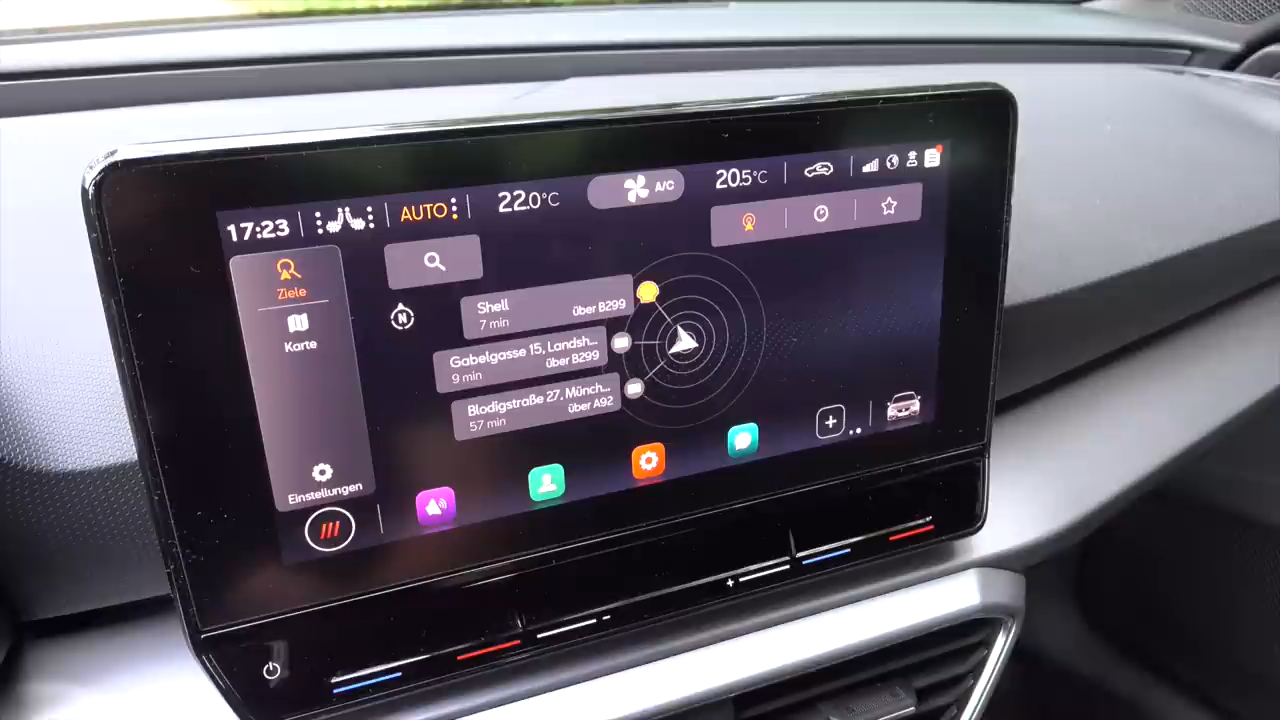 17:23
AUTO
22.0°C
A/C
20.5°C
Ziele
Karte
Einstellungen
N
Shell
7 min
über B299
Gabelgasse 15, Landsh...
9 min
über B299
Blodigstraße 27, Münch...
57 min
über A92
+
+
-